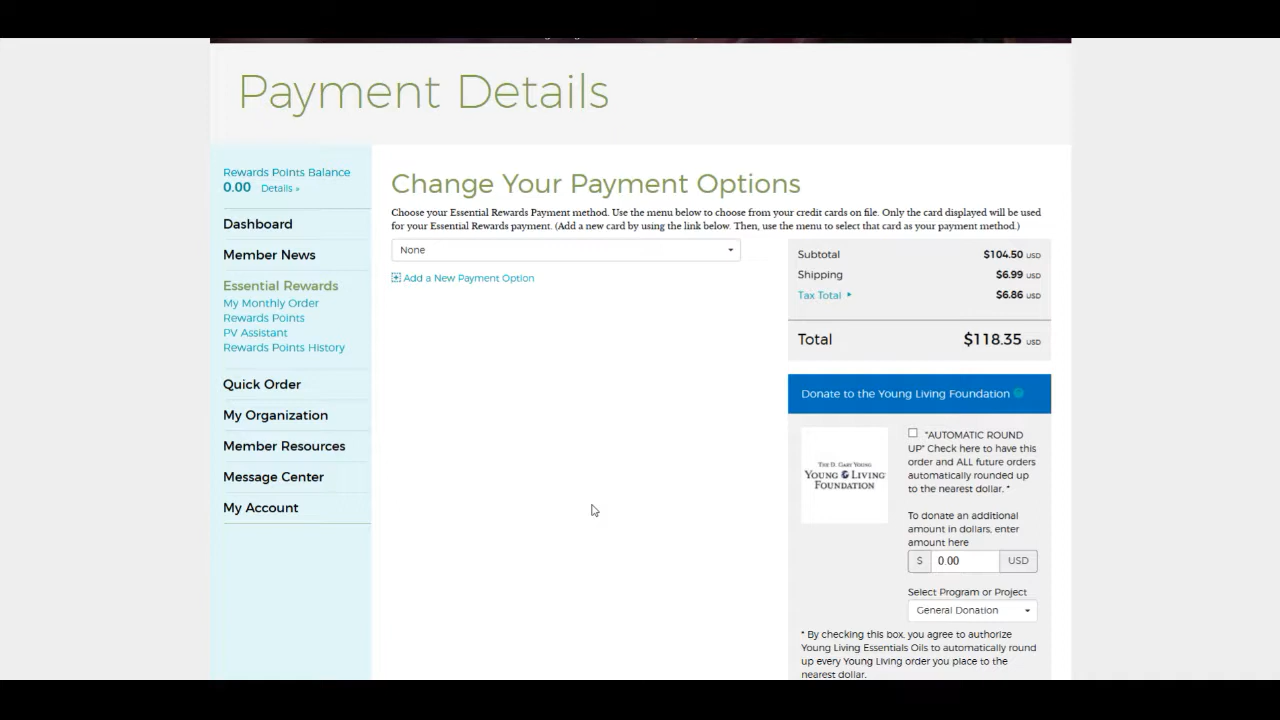 Payment Details
Rewards Points Balance
0.00 Details »
Dashboard
Member News
Essential Rewards
My Monthly Order
Rewards Points
PV Assistant
Rewards Points History
Quick Order
My Organization
Member Resources
Message Center
My Account
Change Your Payment Options
Choose your Essential Rewards Payment method. Use the menu below to choose from your credit cards on file. Only the card displayed will be used
for your Essential Rewards payment. (Add a new card by using the link below. Then, use the menu to select that card as your payment method.)
None
Add a New Payment Option
Subtotal $104.50 USD
Shipping $6.99 USD
Tax Total $6.86 USD
Total $118.35 USD
Donate to the Young Living Foundation
THE D. GARY YOUNG
YOUNG LIVING
FOUNDATION
"AUTOMATIC ROUND
UP" Check here to have this
order and ALL future orders
automatically rounded up
to the nearest dollar. *
To donate an additional
amount in dollars, enter
amount here
$ 0.00 USD
Select Program or Project
General Donation
* By checking this box, you agree to authorize
Young Living Essentials Oils to automatically round
up every Young Living order you place to the
nearest dollar.